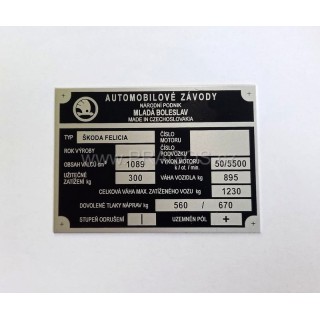 AUTOMOBILOVÉ ZÁVODY
NÁRODNÍ PODNIK
MLADÁ BOLESLAV
MADE IN CZECHOSLOVAKIA
TYP ŠKODA FELICIA ČÍSLO MOTORU
ROK VÝROBY ČÍSLO PODVOZKU
OBSAH VÁLCŮ cm³ 1089 VÝKON MOTORU k / ot. / min. 50/5500
UŽITEČNÉ ZATÍŽENÍ kg 300 VÁHA VOZIDLA kg 895
CELKOVÁ VÁHA MAX. ZATÍŽENÉHO VOZU kg 1230
DOVOLENÉ TLAKY NÁPRAV kg 560 / 670
STUPEŇ ODRUŠENÍ I UZEMNĚN PÓL +